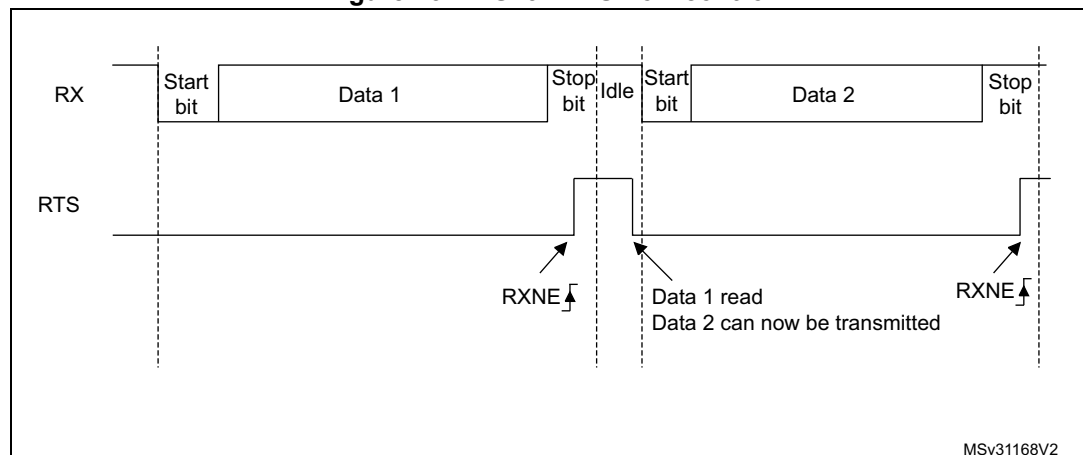 RX
Start
bit
Data 1
Stop
bit
Idle
Start
bit
Data 2
Stop
bit
RTS
RXNE
Data 1 read
Data 2 can now be transmitted
RXNE
MSv31168V2